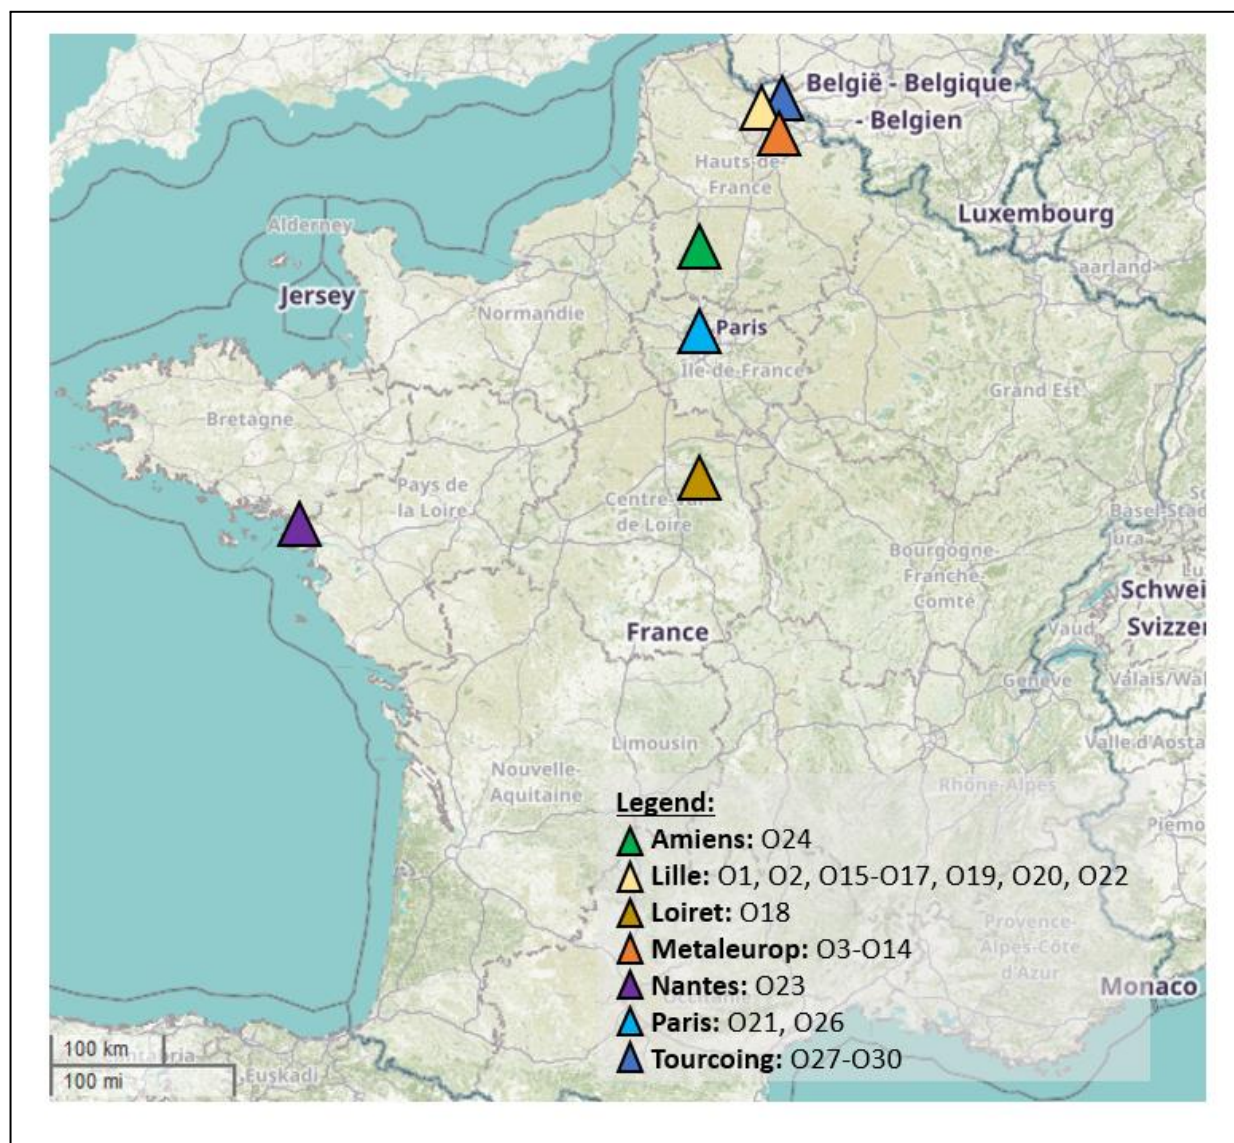 België - Belgique
- Belgien
Hauts-de-
France
Luxembourg
Alderney
Saarland
Jersey
Normandie
Paris
Île-de-France
Grand Est
Bretagne
Pays de
la Loire
Centre-Val
de Loire
Basel-Stad
Jura
Bourgogne-
Franche-
Comté
Schwei
Svizze
France
Vaud
Genève
Valais/Wal
Limousin
Valle d'Aosta
Nouvelle-
Aquitaine
Rhône-Alpes
Legend:
Piemo
Amiens: O24
Lille: O1, O2, O15-O17, O19, O20, O22
Loiret: O18
Provence-
Alpes-Côte
d'Azur
Metaleurop: O3-O14
Monaco
Nantes: O23
Occitanie
Paris: O21, O26
Tourcoing: O27-O30
100 km
100 mi
Euskadi